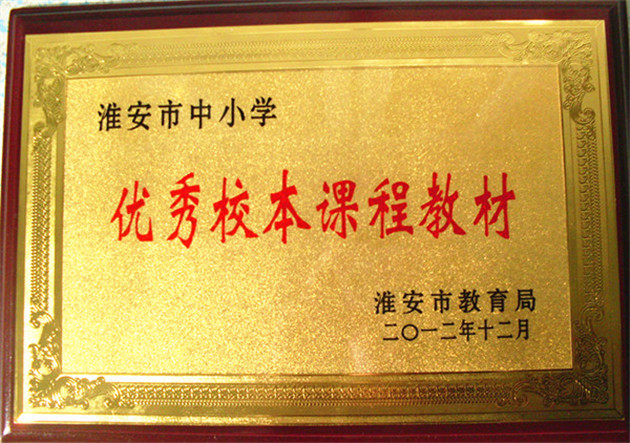 淮安市中小学
优秀校本课程教材
淮安市教育局
二〇一二年十二月